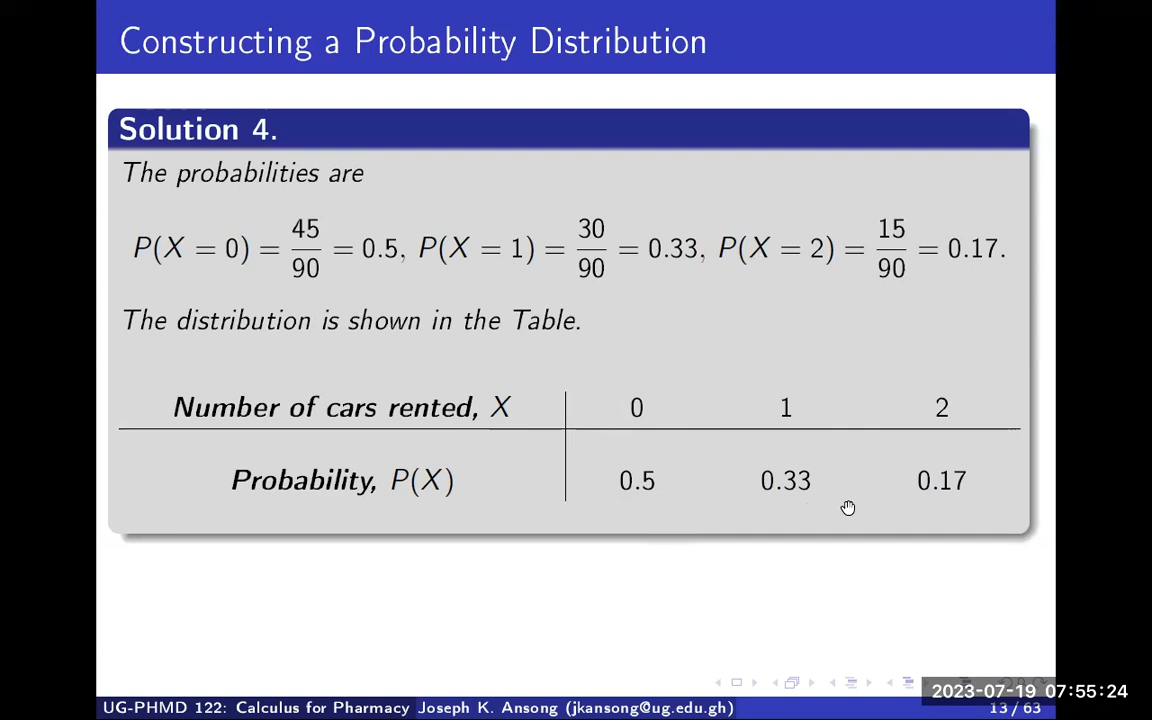 Constructing a Probability Distribution
Solution 4.
The probabilities are
P(X = 0) = 45/90 = 0.5, P(X = 1) = 30/90 = 0.33, P(X = 2) = 15/90 = 0.17.
The distribution is shown in the Table.
Number of cars rented, X 0 1 2
Probability, P(X) 0.5 0.33 0.17
2023-07-19 07:55:24
UG-PHMD 122: Calculus for Pharmacy Joseph K. Ansong (jkansong@ug.edu.gh) 13 / 63